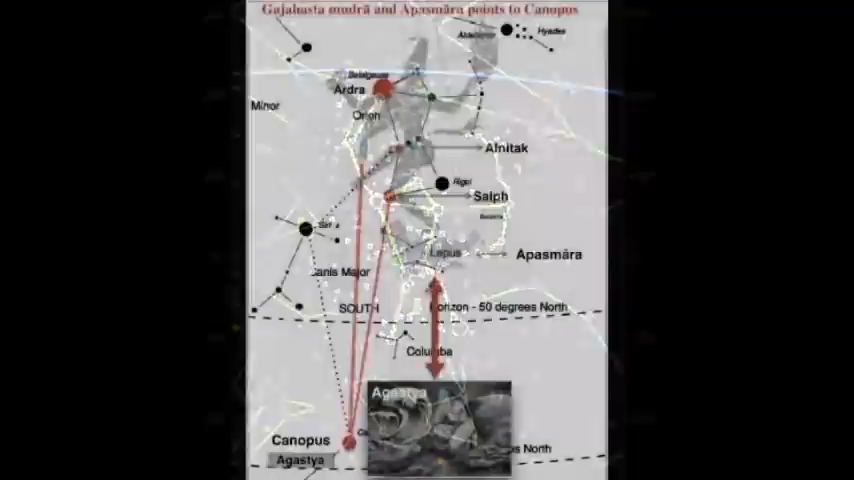 Gajahasta mudrā and Apasmāra points to Canopus
Hyades
Betelgeuse
Ardra
Minor
Orion
Alnitak
Rigel
Saiph
Lepus
Apasmāra
Canis Major
SOUTH
Horizon - 50 degrees North
Columba
Agastya
Canopus
Agastya
North